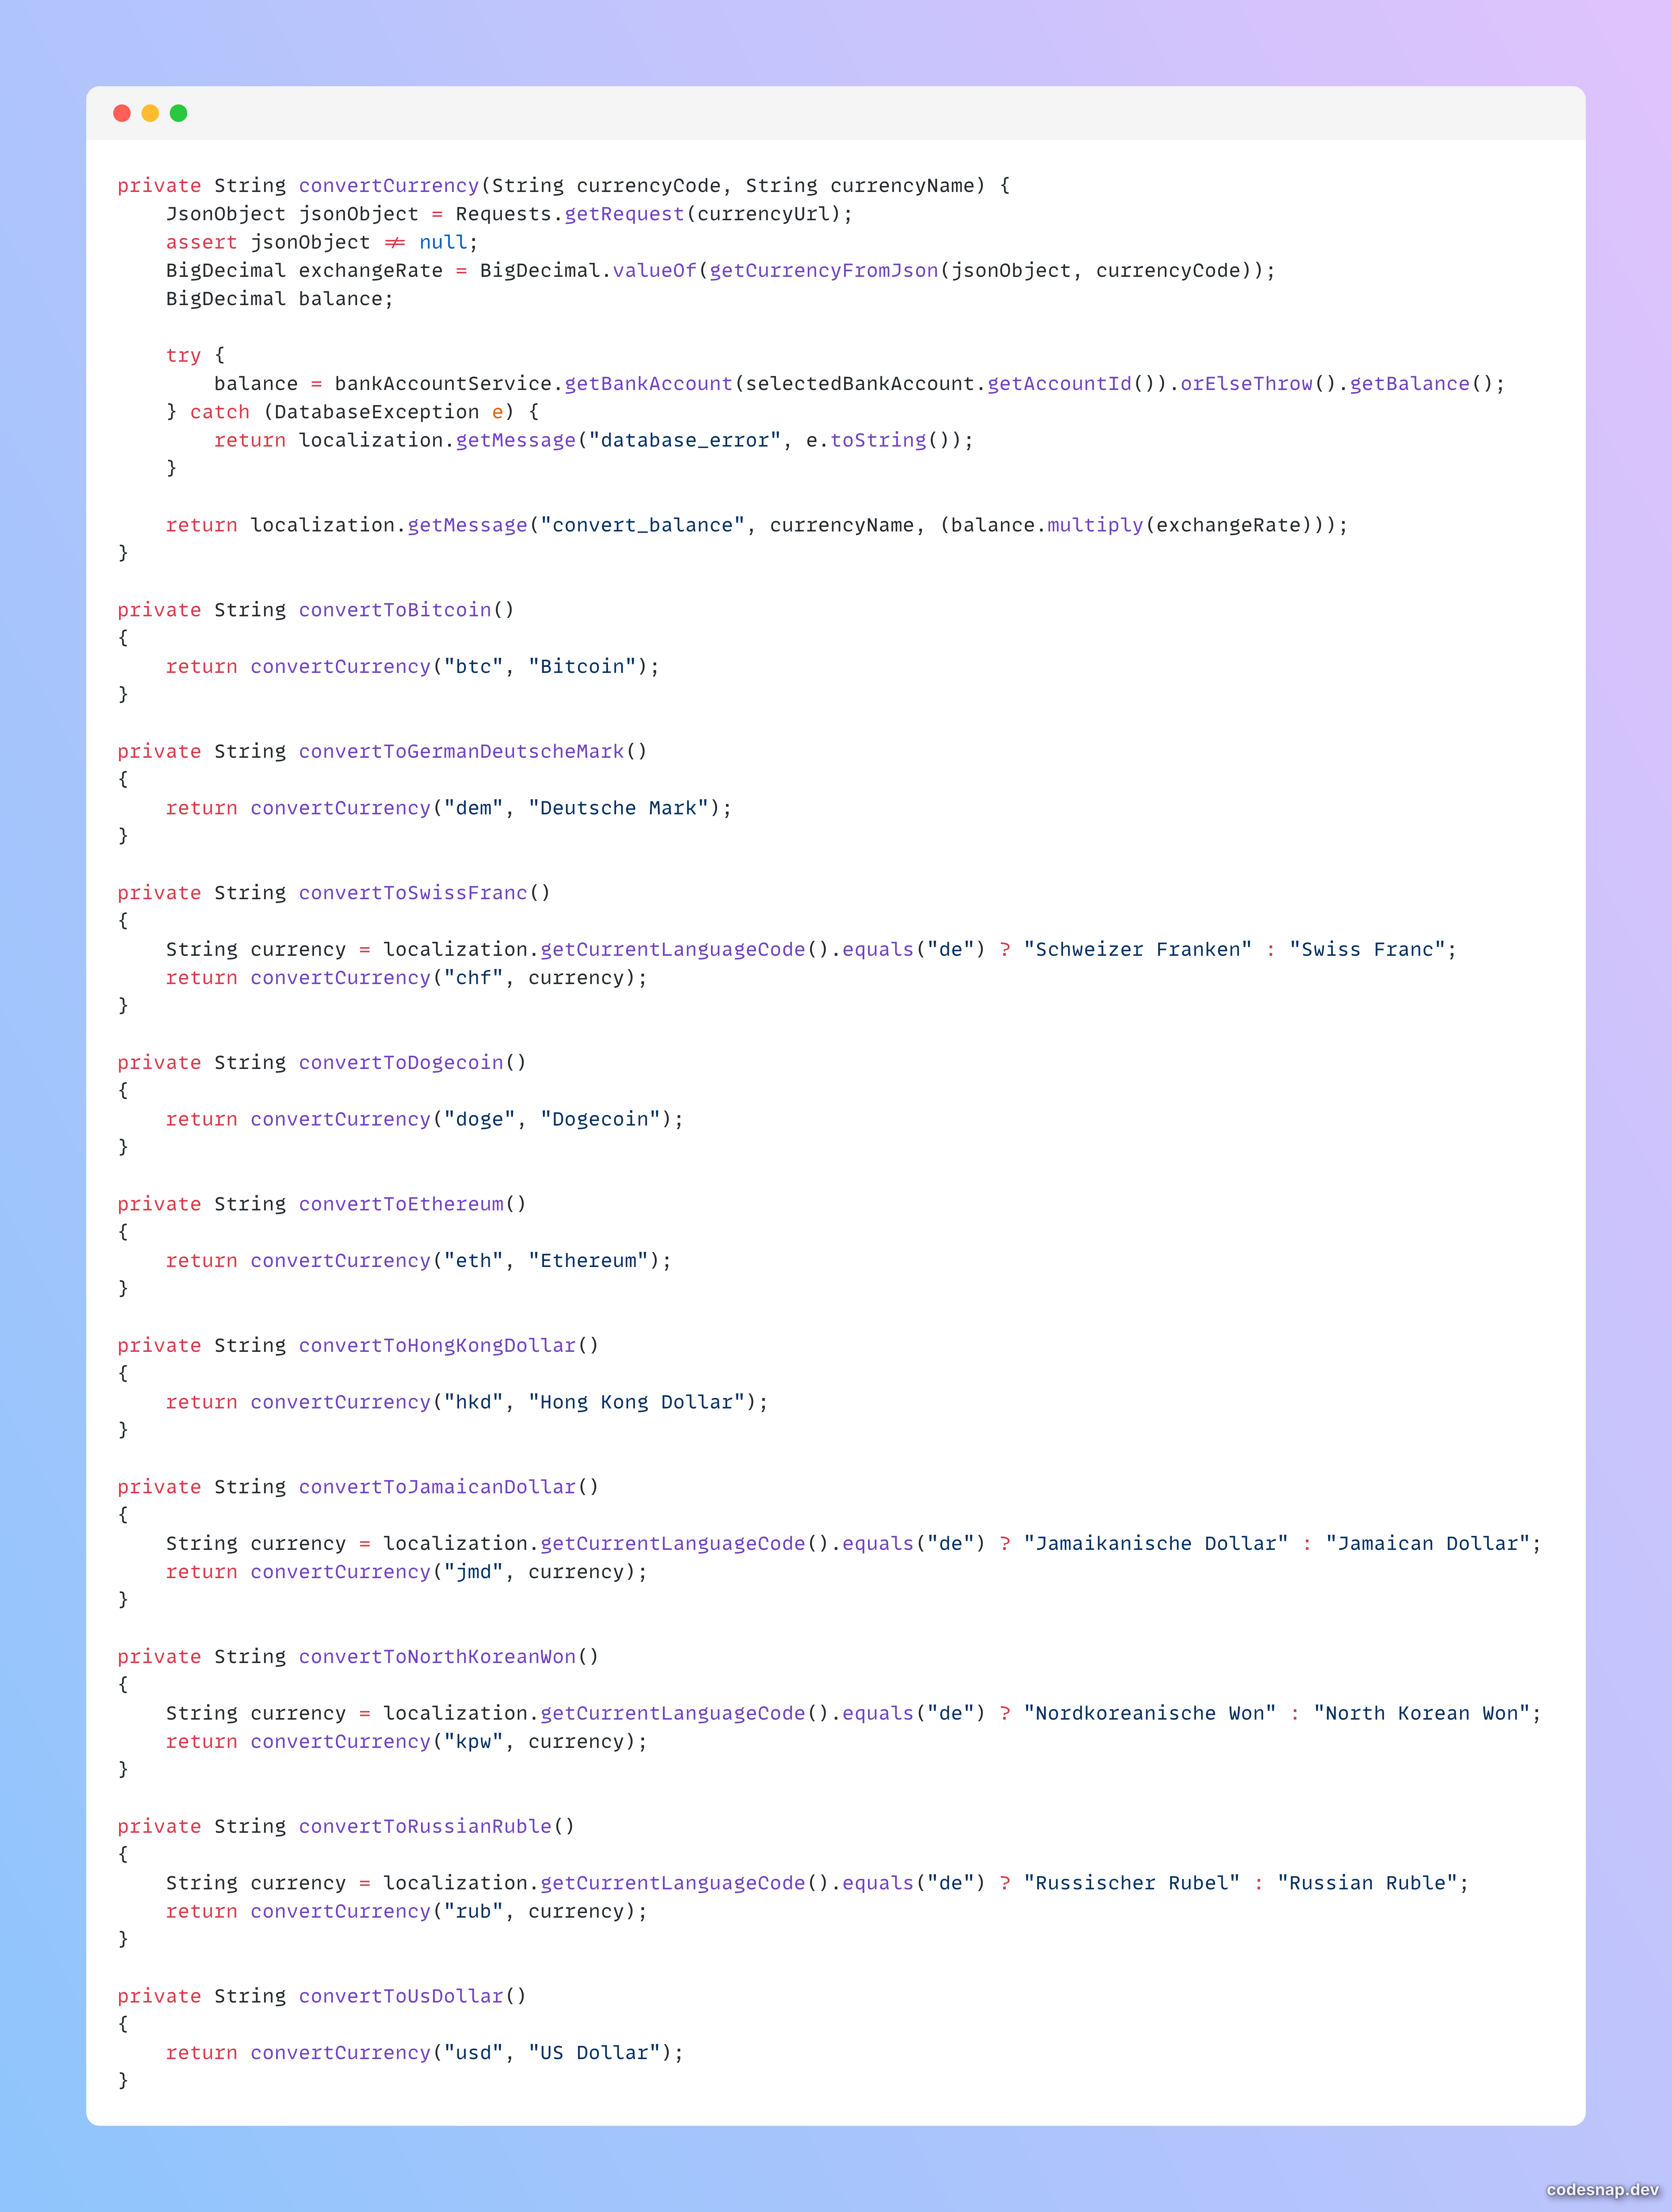 private String convertCurrency(String currencyCode, String currencyName) {
    JsonObject jsonObject = Requests.getRequest(currencyUrl);
    assert jsonObject != null;
    BigDecimal exchangeRate = BigDecimal.valueOf(getCurrencyFromJson(jsonObject, currencyCode));
    BigDecimal balance;

    try {
        balance = bankAccountService.getBankAccount(selectedBankAccount.getAccountId()).orElseThrow().getBalance();
    } catch (DatabaseException e) {
        return localization.getMessage("database_error", e.toString());
    }

    return localization.getMessage("convert_balance", currencyName, (balance.multiply(exchangeRate)));
}

private String convertToBitcoin()
{
    return convertCurrency("btc", "Bitcoin");
}

private String convertToGermanDeutscheMark()
{
    return convertCurrency("dem", "Deutsche Mark");
}

private String convertToSwissFranc()
{
    String currency = localization.getCurrentLanguageCode().equals("de") ? "Schweizer Franken" : "Swiss Franc";
    return convertCurrency("chf", currency);
}

private String convertToDogecoin()
{
    return convertCurrency("doge", "Dogecoin");
}

private String convertToEthereum()
{
    return convertCurrency("eth", "Ethereum");
}

private String convertToHongKongDollar()
{
    return convertCurrency("hkd", "Hong Kong Dollar");
}

private String convertToJamaicanDollar()
{
    String currency = localization.getCurrentLanguageCode().equals("de") ? "Jamaikanische Dollar" : "Jamaican Dollar";
    return convertCurrency("jmd", currency);
}

private String convertToNorthKoreanWon()
{
    String currency = localization.getCurrentLanguageCode().equals("de") ? "Nordkoreanische Won" : "North Korean Won";
    return convertCurrency("kpw", currency);
}

private String convertToRussianRuble()
{
    String currency = localization.getCurrentLanguageCode().equals("de") ? "Russischer Rubel" : "Russian Ruble";
    return convertCurrency("rub", currency);
}

private String convertToUsDollar()
{
    return convertCurrency("usd", "US Dollar");
}
codesnap.dev